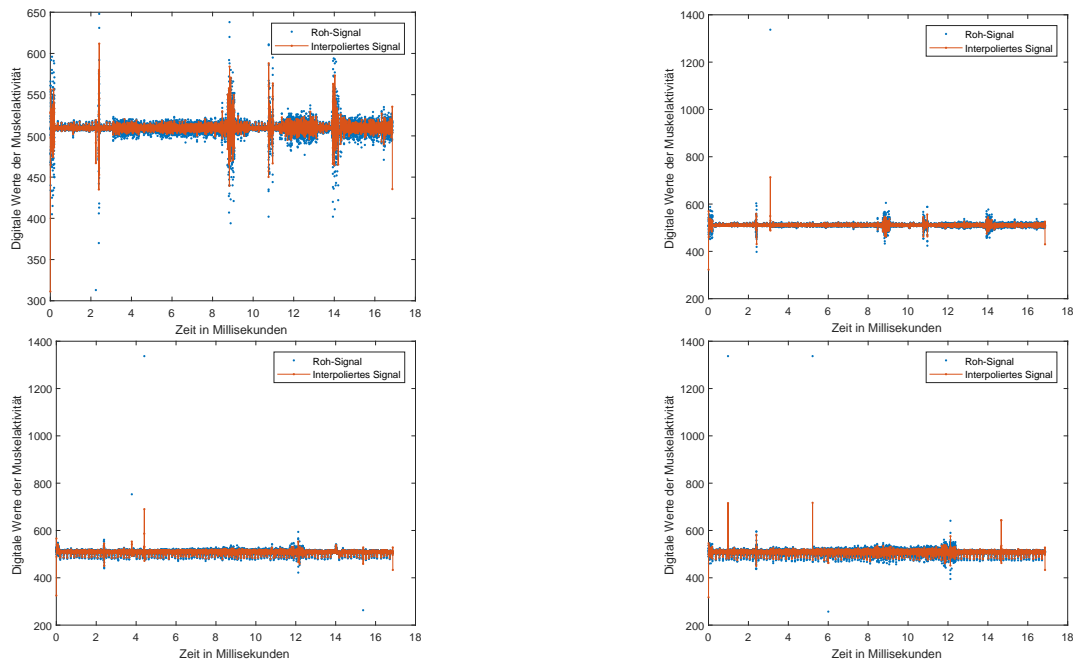 650
600
550
500
450
400
350
300
0 2 4 6 8 10 12 14 16 18
Zeit in Millisekunden
Digitale Werte der Muskelaktivität
Roh-Signal
Interpoliertes Signal
1400
1200
1000
800
600
400
200
0 2 4 6 8 10 12 14 16 18
Zeit in Millisekunden
Digitale Werte der Muskelaktivität
Roh-Signal
Interpoliertes Signal
1400
1200
1000
800
600
400
200
0 2 4 6 8 10 12 14 16 18
Zeit in Millisekunden
Digitale Werte der Muskelaktivität
Roh-Signal
Interpoliertes Signal
1400
1200
1000
800
600
400
200
0 2 4 6 8 10 12 14 16 18
Zeit in Millisekunden
Digitale Werte der Muskelaktivität
Roh-Signal
Interpoliertes Signal